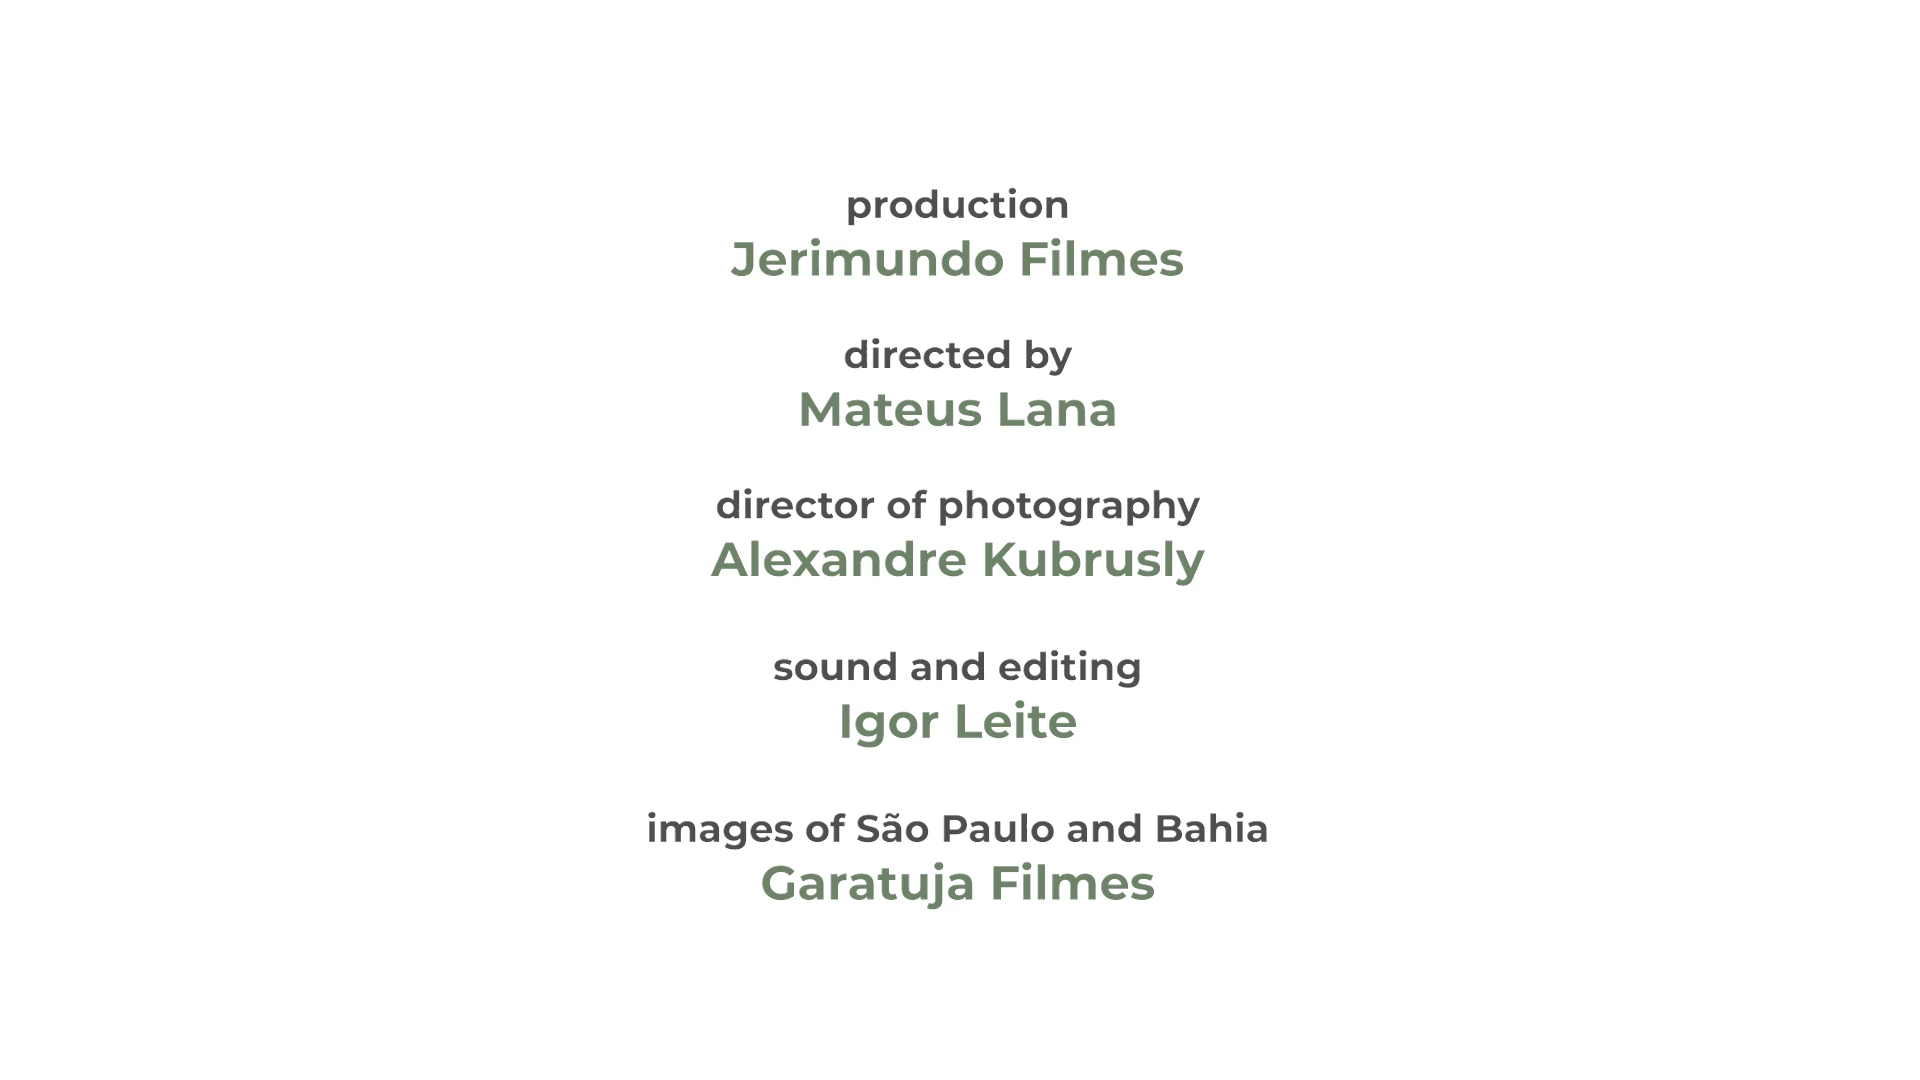 production
Jerimundo Filmes
directed by
Mateus Lana
director of photography
Alexandre Kubrusly
sound and editing
Igor Leite
images of São Paulo and Bahia
Garatuja Filmes